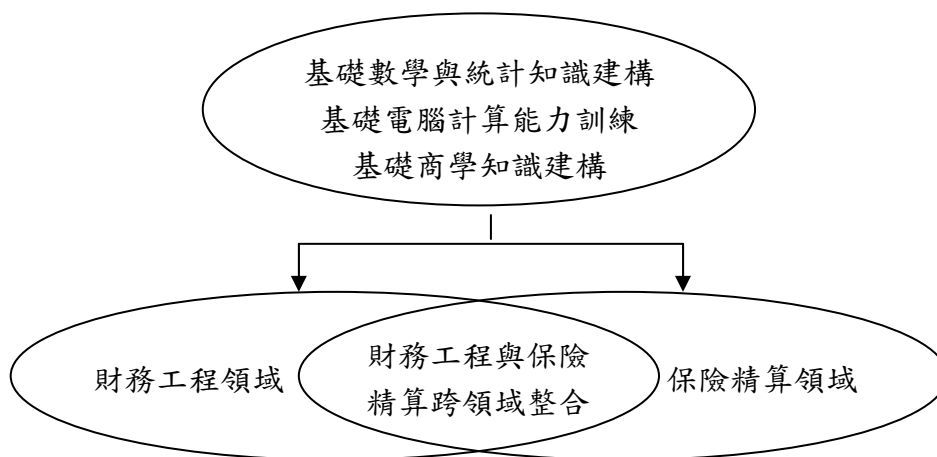 基礎數學與統計知識建構
基礎電腦計算能力訓練
基礎商學知識建構
財務工程領域
財務工程與保險
精算跨領域整合
保險精算領域